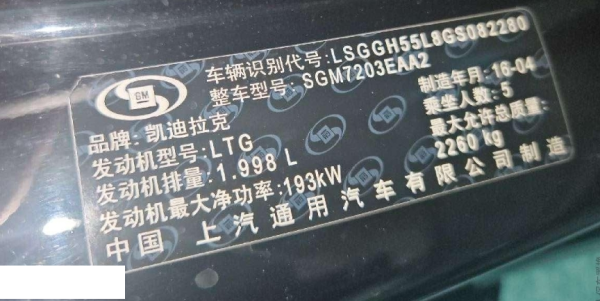 车辆识别代号: LSGGH55L8GS082280
整车型号: SGM7203EAA2
GM
品牌: 凯迪拉克
制造年月: 16-04
发动机型号: LTG
乘坐人数: 5
发动机排量: 1.998 L
最大允许总质量:
2260 kg
发动机最大净功率: 193kW
中国 上汽通用汽车有限公司制造